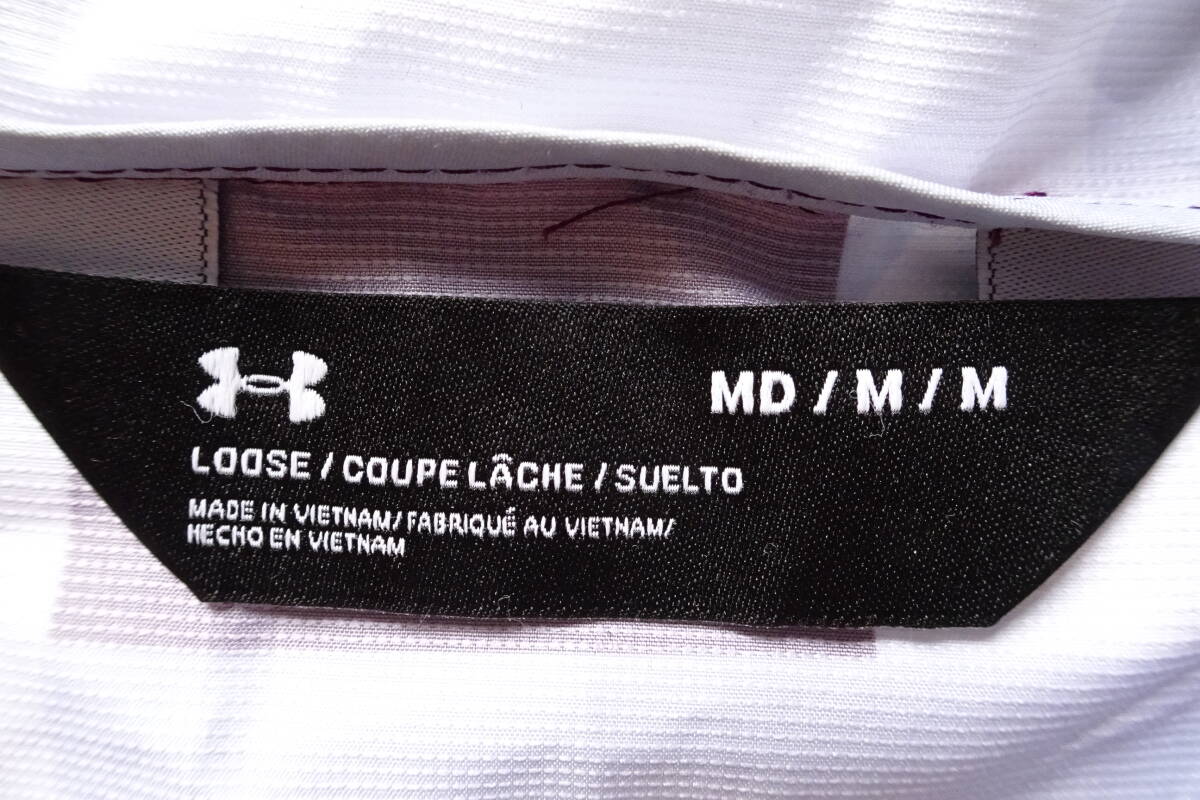 MD / M / M
LOOSE / COUPE LÂCHE / SUELTO
MADE IN VIETNAM/ FABRIQUÉ AU VIETNAM/
HECHO EN VIETNAM